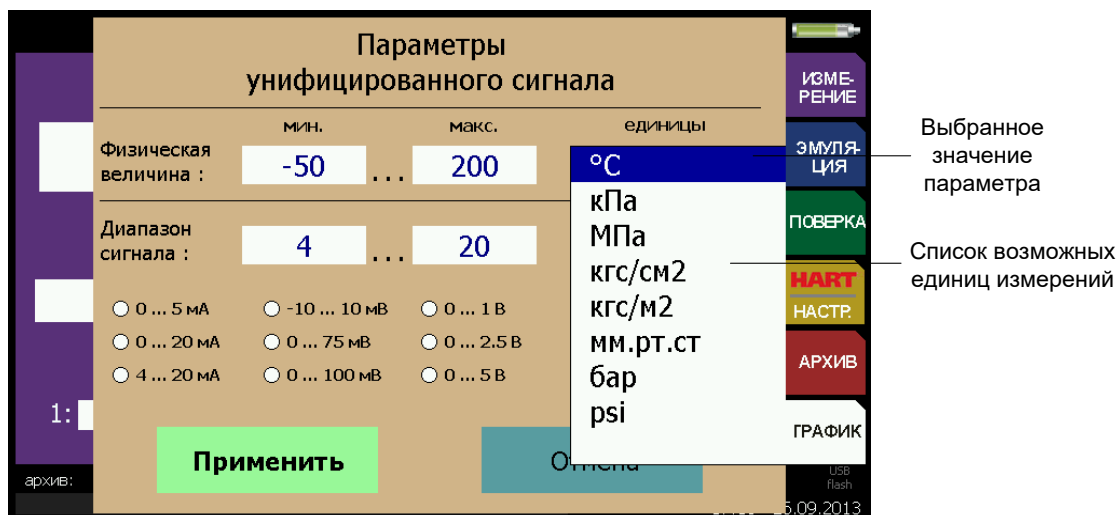 Параметры
унифицированного сигнала
мин. макс. единицы
Физическая
величина :
-50 ... 200
Диапазон
сигнала :
4 ... 20
0 ... 5 мА -10 ... 10 мВ 0 ... 1 В
0 ... 20 мА 0 ... 75 мВ 0 ... 2.5 В
4 ... 20 мА 0 ... 100 мВ 0 ... 5 В
°C
кПа
МПа
кгс/см2
кгс/м2
мм.рт.ст
бар
psi
1:
Применить
архив:
ИЗМЕ-
РЕНИЕ
ЭМУЛЯ-
ЦИЯ
ПОВЕРКА
HART
НАСТР.
АРХИВ
ГРАФИК
USB
flash
Выбранное
значение
параметра
Список возможных
единиц измерений